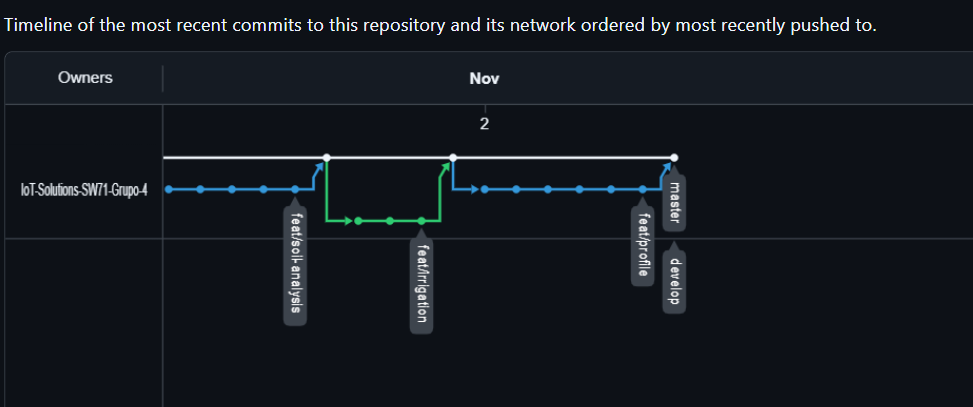 Timeline of the most recent commits to this repository and its network ordered by most recently pushed to.
Owners
Nov
2
IoT-Solutions-SW71-Grupo-4
feat/soil-analysis
feat/irrigation
feat/profile
master
develop